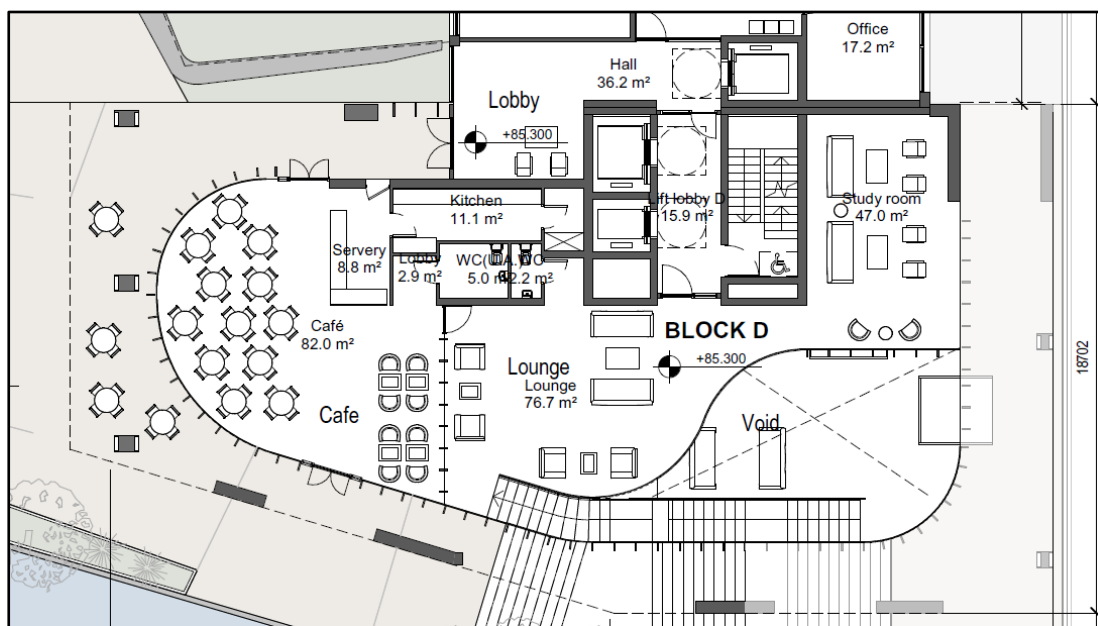 Office
17.2 m²
Hall
36.2 m²
Lobby
+85.300
Kitchen
11.1 m²
Lift lobby D
15.9 m²
Study room
47.0 m²
Servery
8.8 m²
Lobby
2.9 m²
WC(U.A.)
5.0 m²
WC
2.2 m²
Café
82.0 m²
BLOCK D
+85.300
Lounge
Lounge
76.7 m²
Cafe
Void
18702